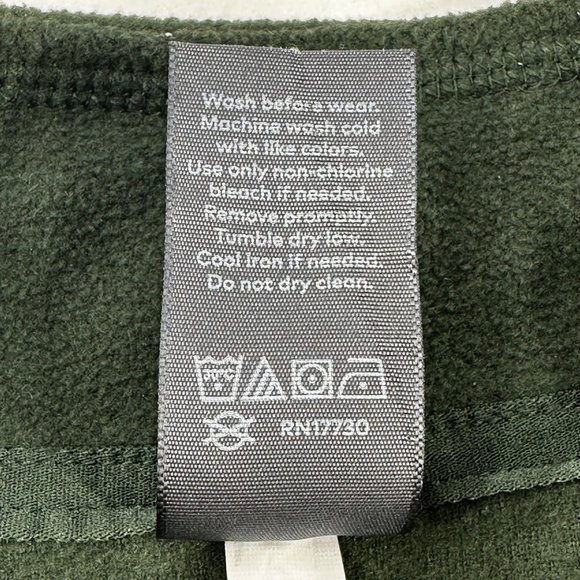 Wash before wear.
Machine wash cold
with like colors.
Use only non-chlorine
bleach if needed.
Remove promptly.
Tumble dry low.
Cool iron if needed.
Do not dry clean.
RN17730